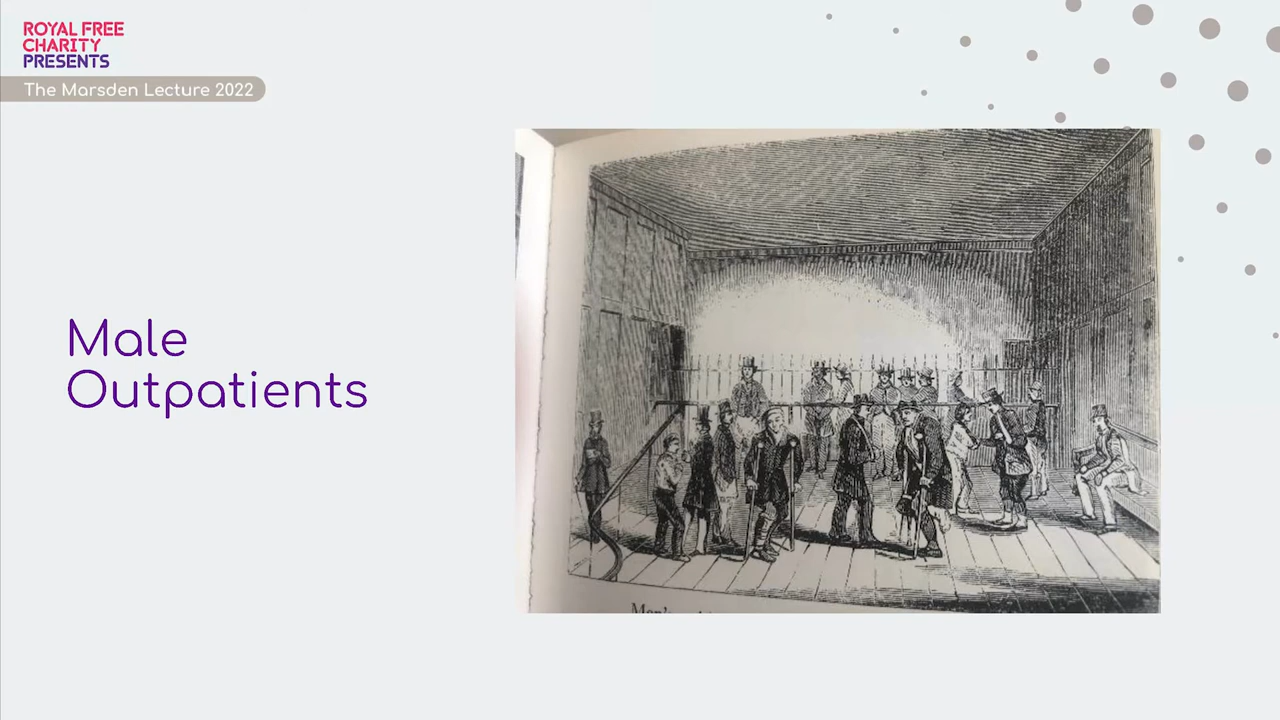 ROYAL FREE
CHARITY
PRESENTS
The Marsden Lecture 2022
Male
Outpatients